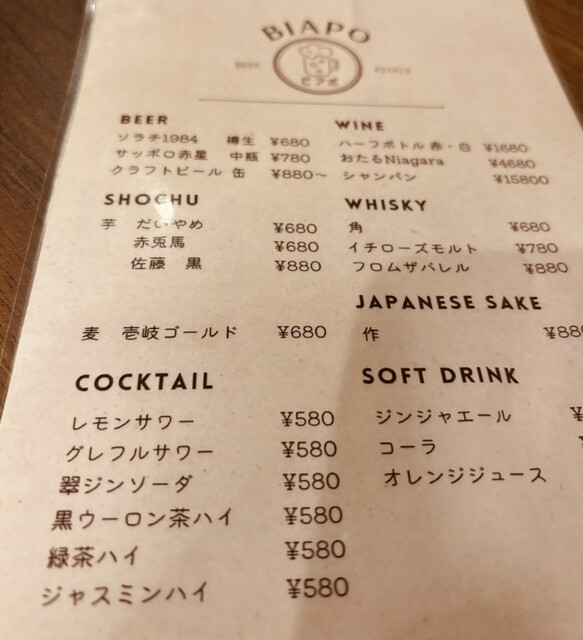 BIAPO
BEER POTATO
ビアポ
BEER
ソラチ1984 樽生 ¥680
サッポロ赤星 中瓶 ¥780
クラフトビール 缶 ¥880〜
WINE
ハーフボトル 赤・白 ¥1680
おたるNiagara ¥4680
シャンパン ¥15800
SHOCHU
芋 だいやめ ¥680
赤兎馬 ¥680
佐藤 黒 ¥880
麦 壱岐ゴールド ¥680
WHISKY
角 ¥680
イチローズモルト ¥780
フロムザバレル ¥880
JAPANESE SAKE
作 ¥88
COCKTAIL
レモンサワー ¥580
グレフルサワー ¥580
翠ジンソーダ ¥580
黒ウーロン茶ハイ ¥580
緑茶ハイ ¥580
ジャスミンハイ ¥580
SOFT DRINK
ジンジャエール ¥
コーラ
オレンジジュース